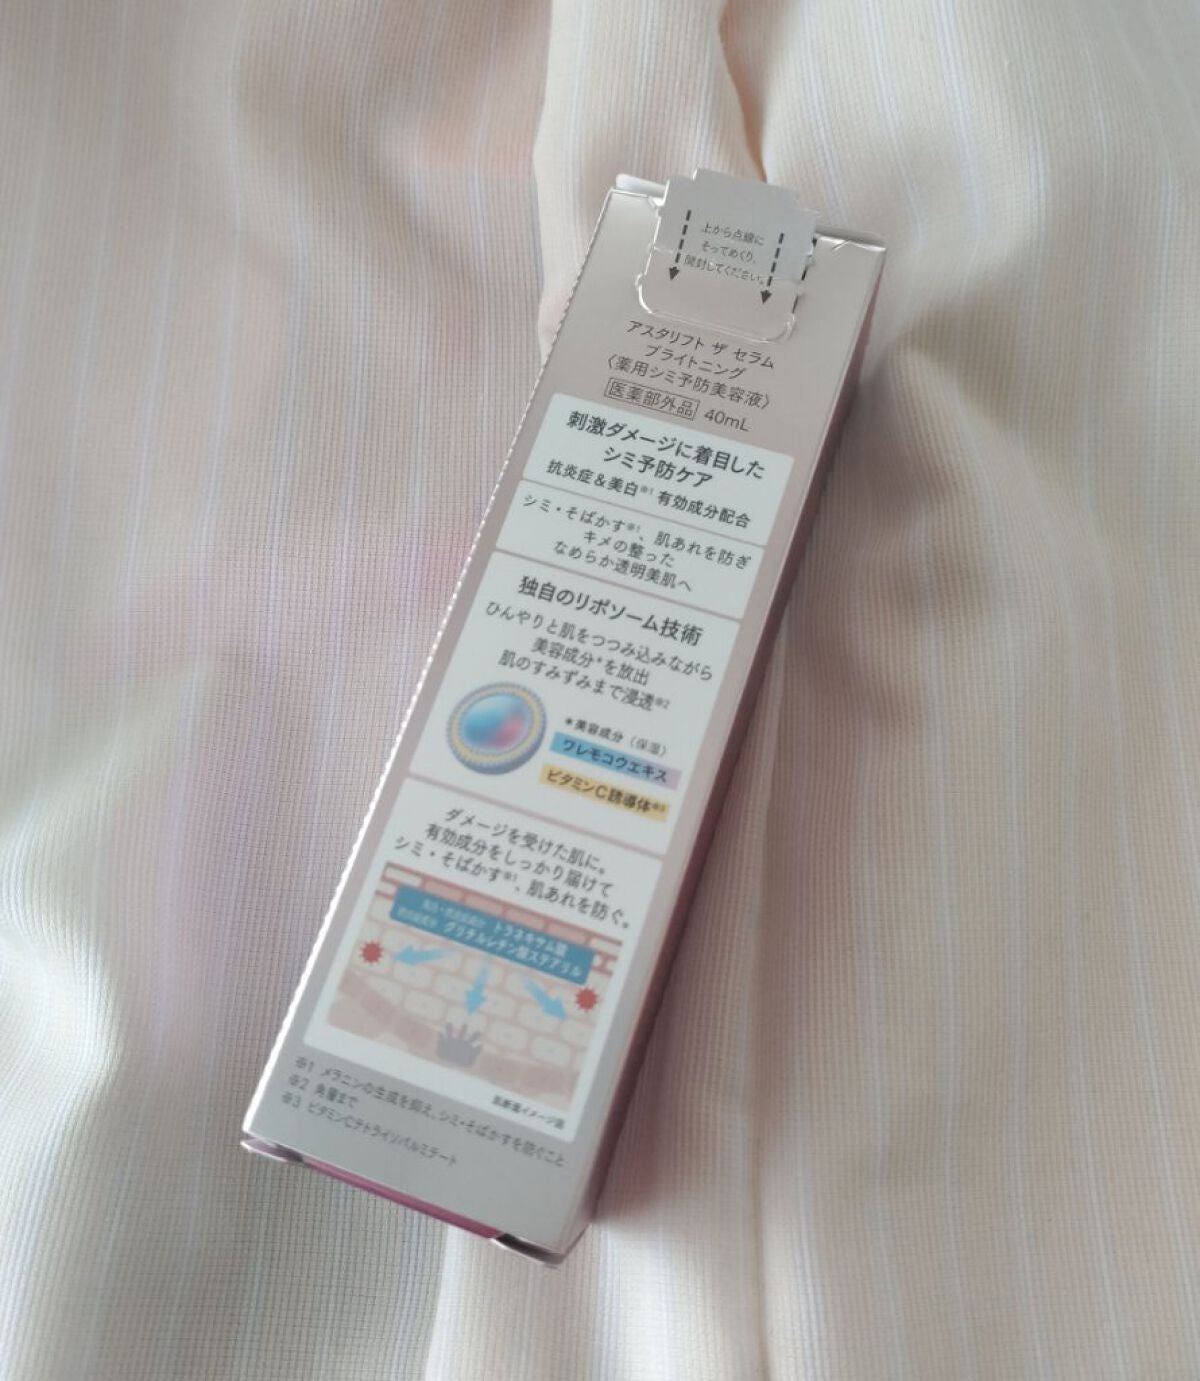 上から点線に
そってめくり、
開封してください。
アスタリフト ザ セラム
ブライトニング
〈薬用シミ予防美容液〉
医薬部外品 40mL
刺激ダメージに着目した
シミ予防ケア
抗炎症&美白※1 有効成分配合
シミ・そばかす※1、肌あれを防ぎ
キメの整った
なめらか透明美肌へ
独自のリポソーム技術
ひんやりと肌をつつみ込みながら
美容成分*を放出
肌のすみずみまで浸透※2
*美容成分(保湿)
ワレモコウエキス
ビタミンC誘導体※3
ダメージを受けた肌に。
有効成分をしっかり届けて
シミ・そばかす※1、肌あれを防ぐ。
トラネキサム酸
グリチルレチン酸ステアリル
肌断面イメージ図
※1 メラニンの生成を抑え、シミ・そばかすを防ぐこと
※2 角層まで
※3 ビタミンCテトライソパルミテート